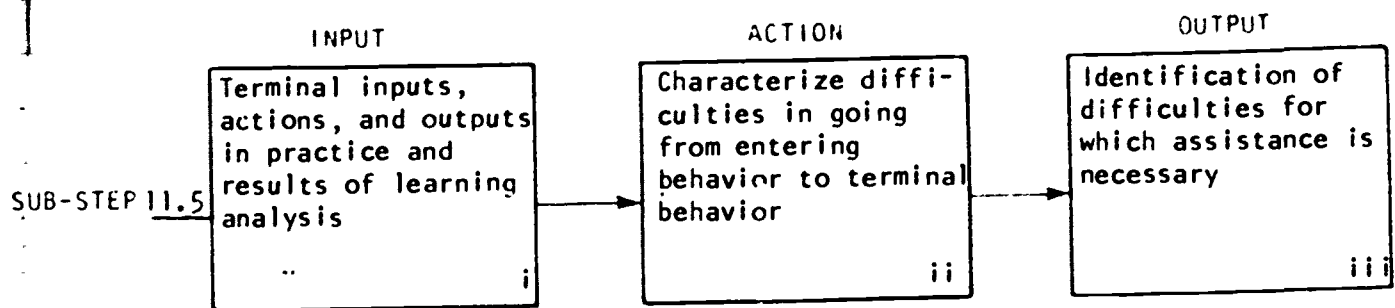 INPUT
ACTION
OUTPUT
SUB-STEP 11.5
Terminal inputs,
actions, and outputs
in practice and
results of learning
analysis
i
Characterize diffi-
culties in going
from entering
behavior to terminal
behavior
ii
Identification of
difficulties for
which assistance is
necessary
iii